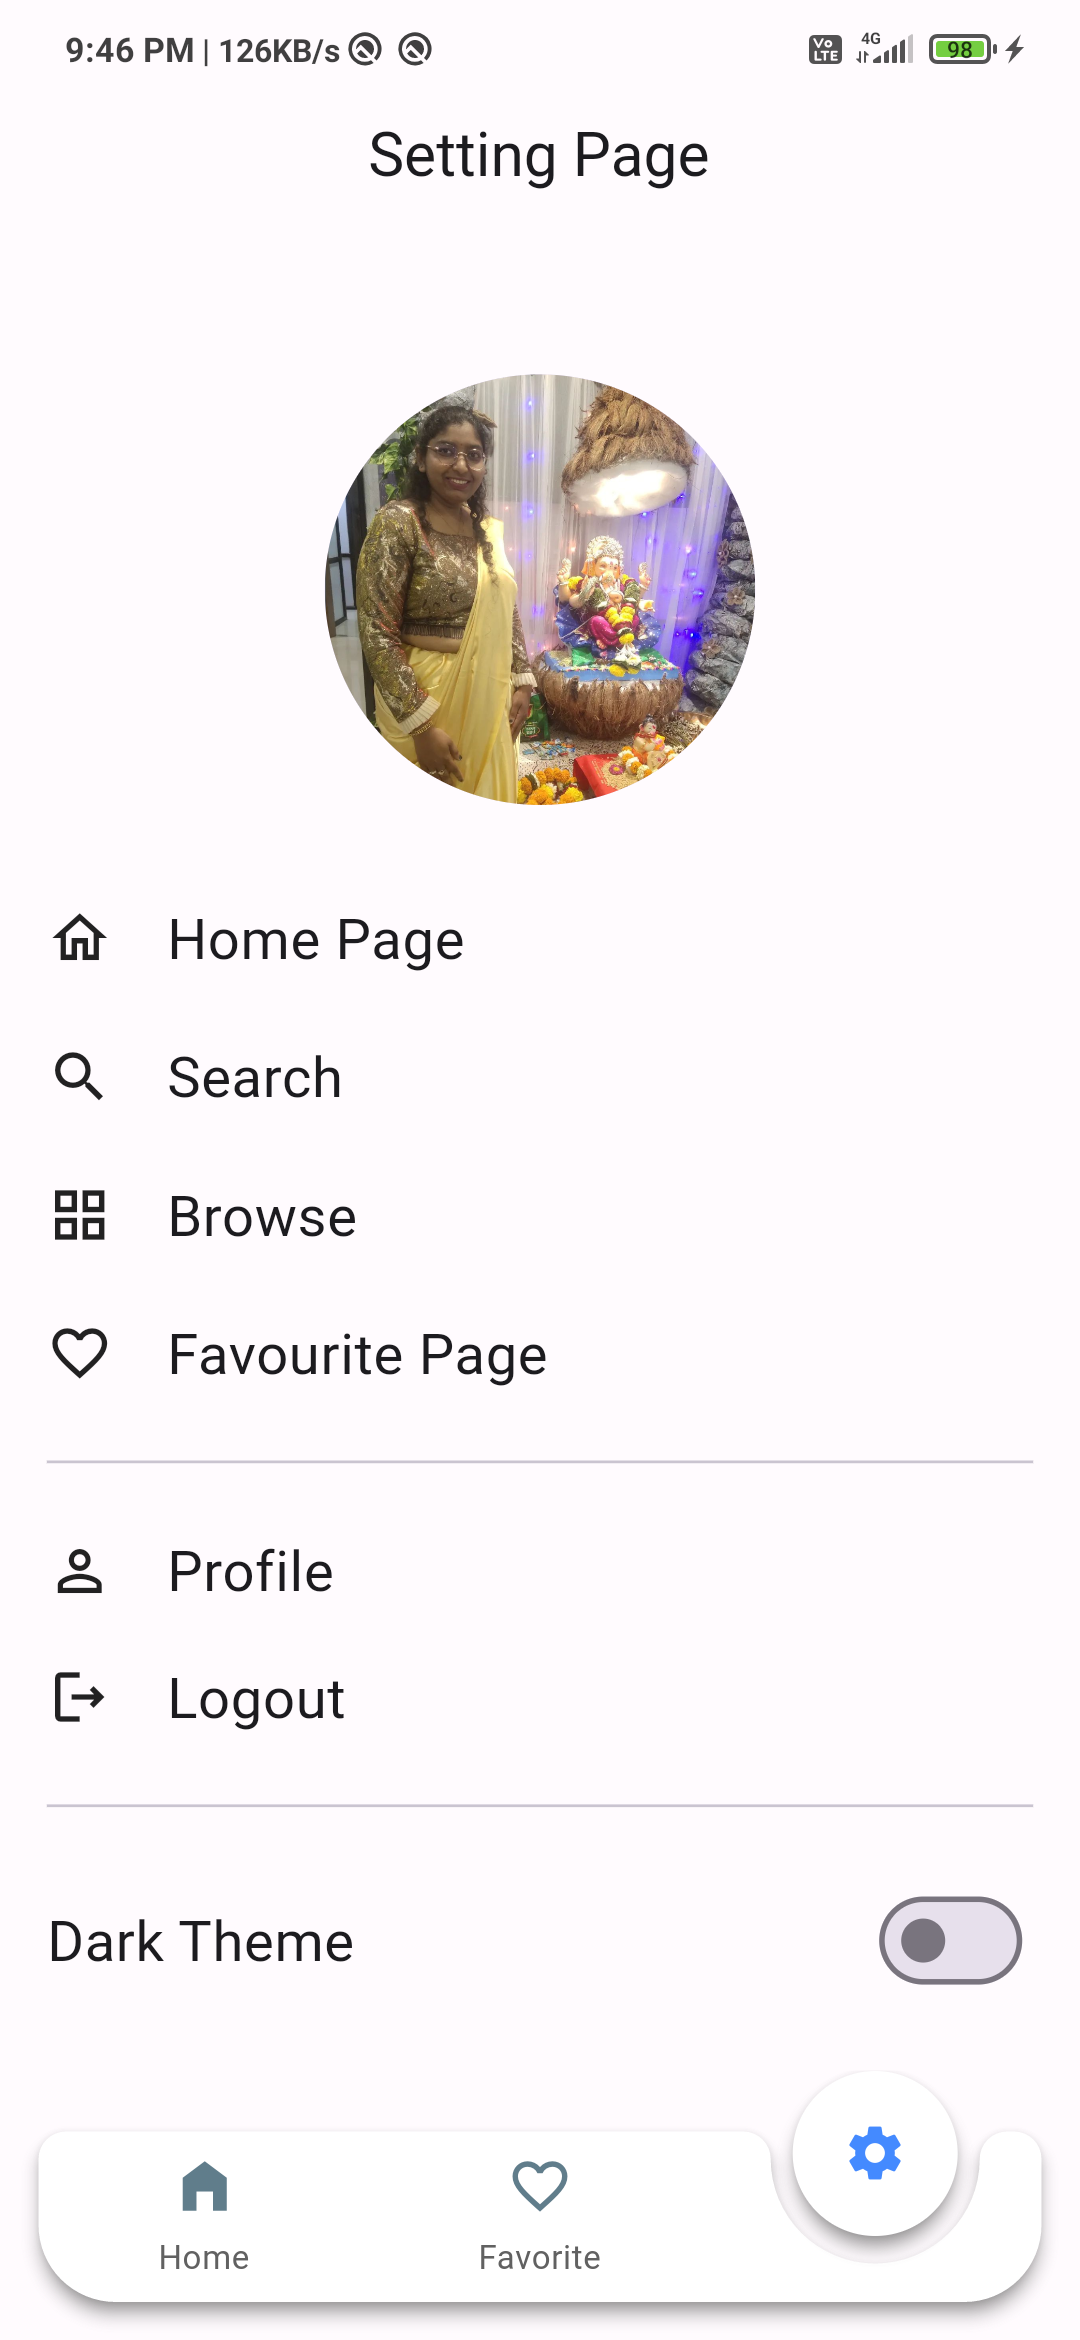 9:46 PM | 126KB/s
Vo LTE 4G 98
Setting Page
Home Page
Search
Browse
Favourite Page
Profile
Logout
Dark Theme
Home Favorite